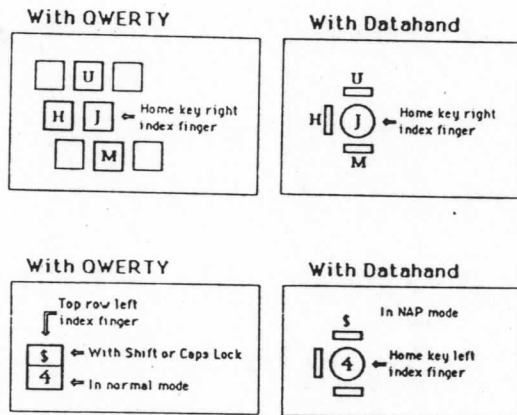 With QWERTY
U
H J
Home key right
index finger
M
With Datahand
U
H J
Home key right
index finger
M
With QWERTY
Top row left
index finger
$
With Shift or Caps Lock
4
In normal mode
With Datahand
$
In NAP mode
4
Home key left
index finger